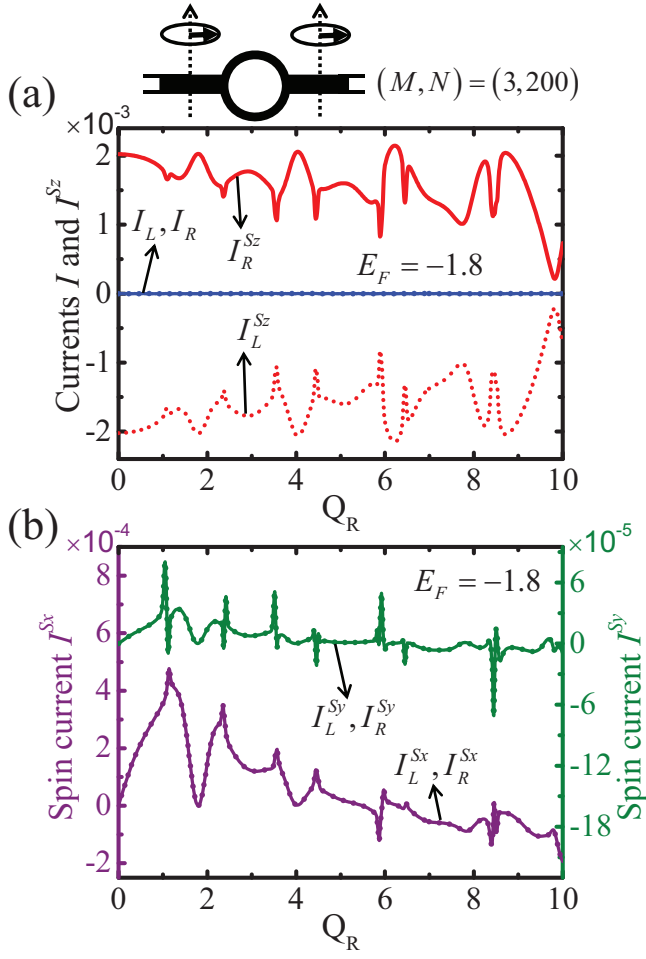 (a)
(M, N) = (3,200)
×10⁻³
Currents I and I^{Sz}
2
1
0
-1
-2
I_L, I_R
I_R^{Sz}
E_F = −1.8
I_L^{Sz}
0 2 4 6 8 10
Q_R
(b)
×10⁻⁴
×10⁻⁵
Spin current I^{Sx}
8
6
4
2
0
-2
E_F = −1.8
I_L^{Sy}, I_R^{Sy}
I_L^{Sx}, I_R^{Sx}
6
0
-6
-12
-18
Spin current I^{Sy}
0 2 4 6 8 10
Q_R